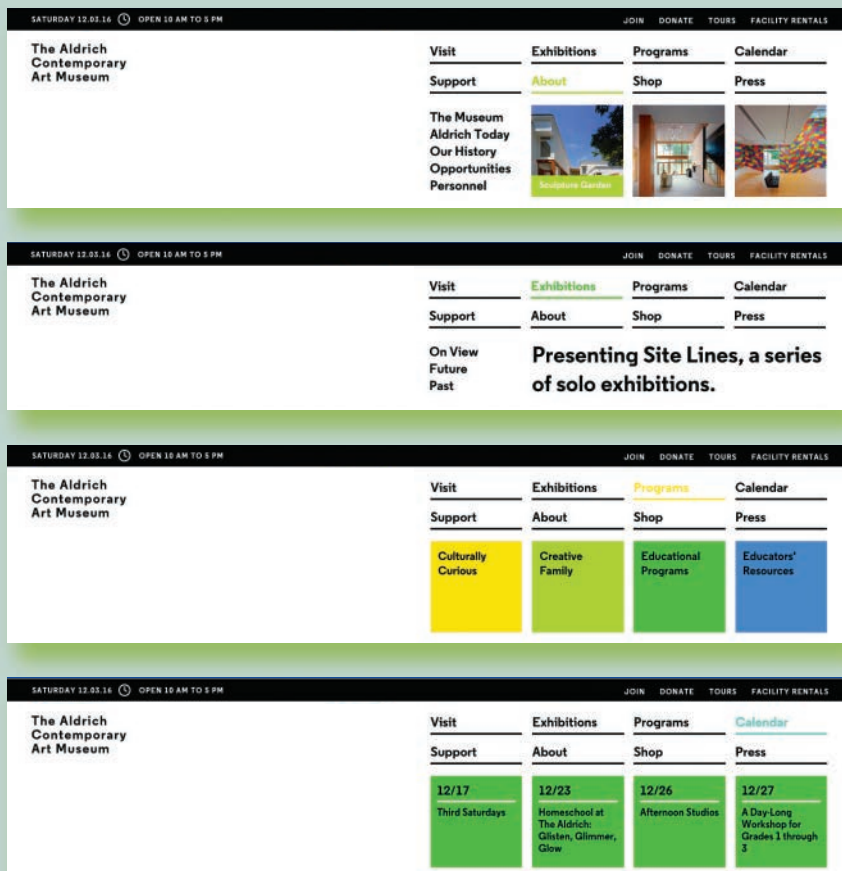 SATURDAY 12.03.16 OPEN 10 AM TO 5 PM JOIN DONATE TOURS FACILITY RENTALS
The Aldrich
Contemporary
Art Museum
Visit Exhibitions Programs Calendar
Support About Shop Press
The Museum
Aldrich Today
Our History
Opportunities
Personnel
Sculpture Garden
SATURDAY 12.03.16 OPEN 10 AM TO 5 PM JOIN DONATE TOURS FACILITY RENTALS
The Aldrich
Contemporary
Art Museum
Visit Exhibitions Programs Calendar
Support About Shop Press
On View
Future
Past
Presenting Site Lines, a series
of solo exhibitions.
SATURDAY 12.03.16 OPEN 10 AM TO 5 PM JOIN DONATE TOURS FACILITY RENTALS
The Aldrich
Contemporary
Art Museum
Visit Exhibitions Programs Calendar
Support About Shop Press
Culturally
Curious
Creative
Family
Educational
Programs
Educators'
Resources
SATURDAY 12.03.16 OPEN 10 AM TO 5 PM JOIN DONATE TOURS FACILITY RENTALS
The Aldrich
Contemporary
Art Museum
Visit Exhibitions Programs Calendar
Support About Shop Press
12/17
Third Saturdays
12/23
Homeschool at
The Aldrich:
Glisten, Glimmer,
Glow
12/26
Afternoon Studios
12/27
A Day-Long
Workshop for
Grades 1 through
3